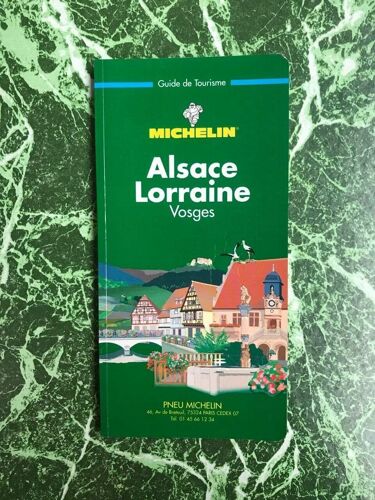 Guide de Tourisme
MICHELIN
Alsace
Lorraine
Vosges
PNEU MICHELIN
46, Av de Breteuil, 75324 PARIS CEDEX 07
Tél. 01 45 66 12 34